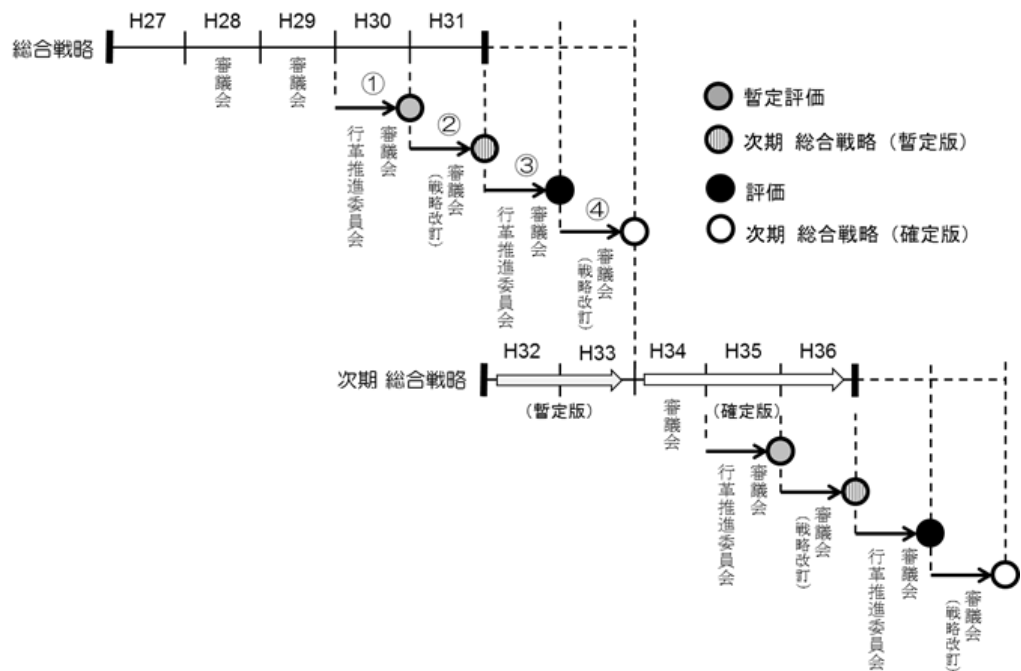 H27 H28 H29 H30 H31
総合戦略
審議会
審議会
①
行革推進委員会
審議会
②
審議会
(戦略改訂)
③
行革推進委員会
審議会
④
審議会
(戦略改訂)
暫定評価
次期 総合戦略（暫定版）
評価
次期 総合戦略（確定版）
H32 H33 H34 H35 H36
次期 総合戦略
（暫定版）
審議会
（確定版）
行革推進委員会
審議会
審議会
(戦略改訂)
行革推進委員会
審議会
審議会
(戦略改訂)